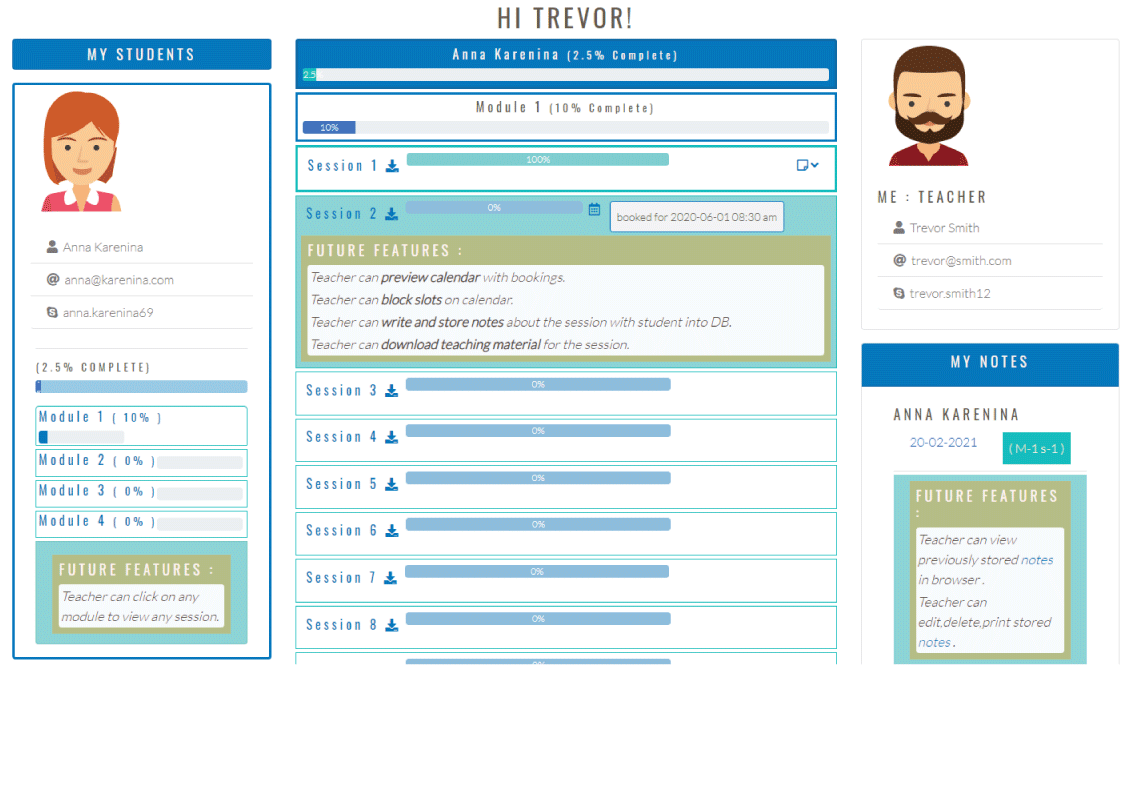 HI TREVOR!
MY STUDENTS
Anna Karenina
anna@karenina.com
anna.karenina69
(2.5% COMPLETE)
Module 1 ( 10% )
Module 2 ( 0% )
Module 3 ( 0% )
Module 4 ( 0% )
FUTURE FEATURES :
Teacher can click on any
module to view any session.
Anna Karenina (2.5% Complete)
2.5
Module 1 (10% Complete)
10%
Session 1
100%
Session 2
0%
booked for 2020-06-01 08:30 am
FUTURE FEATURES :
Teacher can preview calendar with bookings.
Teacher can block slots on calendar.
Teacher can write and store notes about the session with student into DB.
Teacher can download teaching material for the session.
Session 3
0%
Session 4
0%
Session 5
0%
Session 6
0%
Session 7
0%
Session 8
0%
0%
ME : TEACHER
Trevor Smith
trevor@smith.com
trevor.smith12
MY NOTES
ANNA KARENINA
20-02-2021
( M-1 s-1 )
FUTURE FEATURES
:
Teacher can view
previously stored notes
in browser .
Teacher can
edit,delete,print stored
notes .